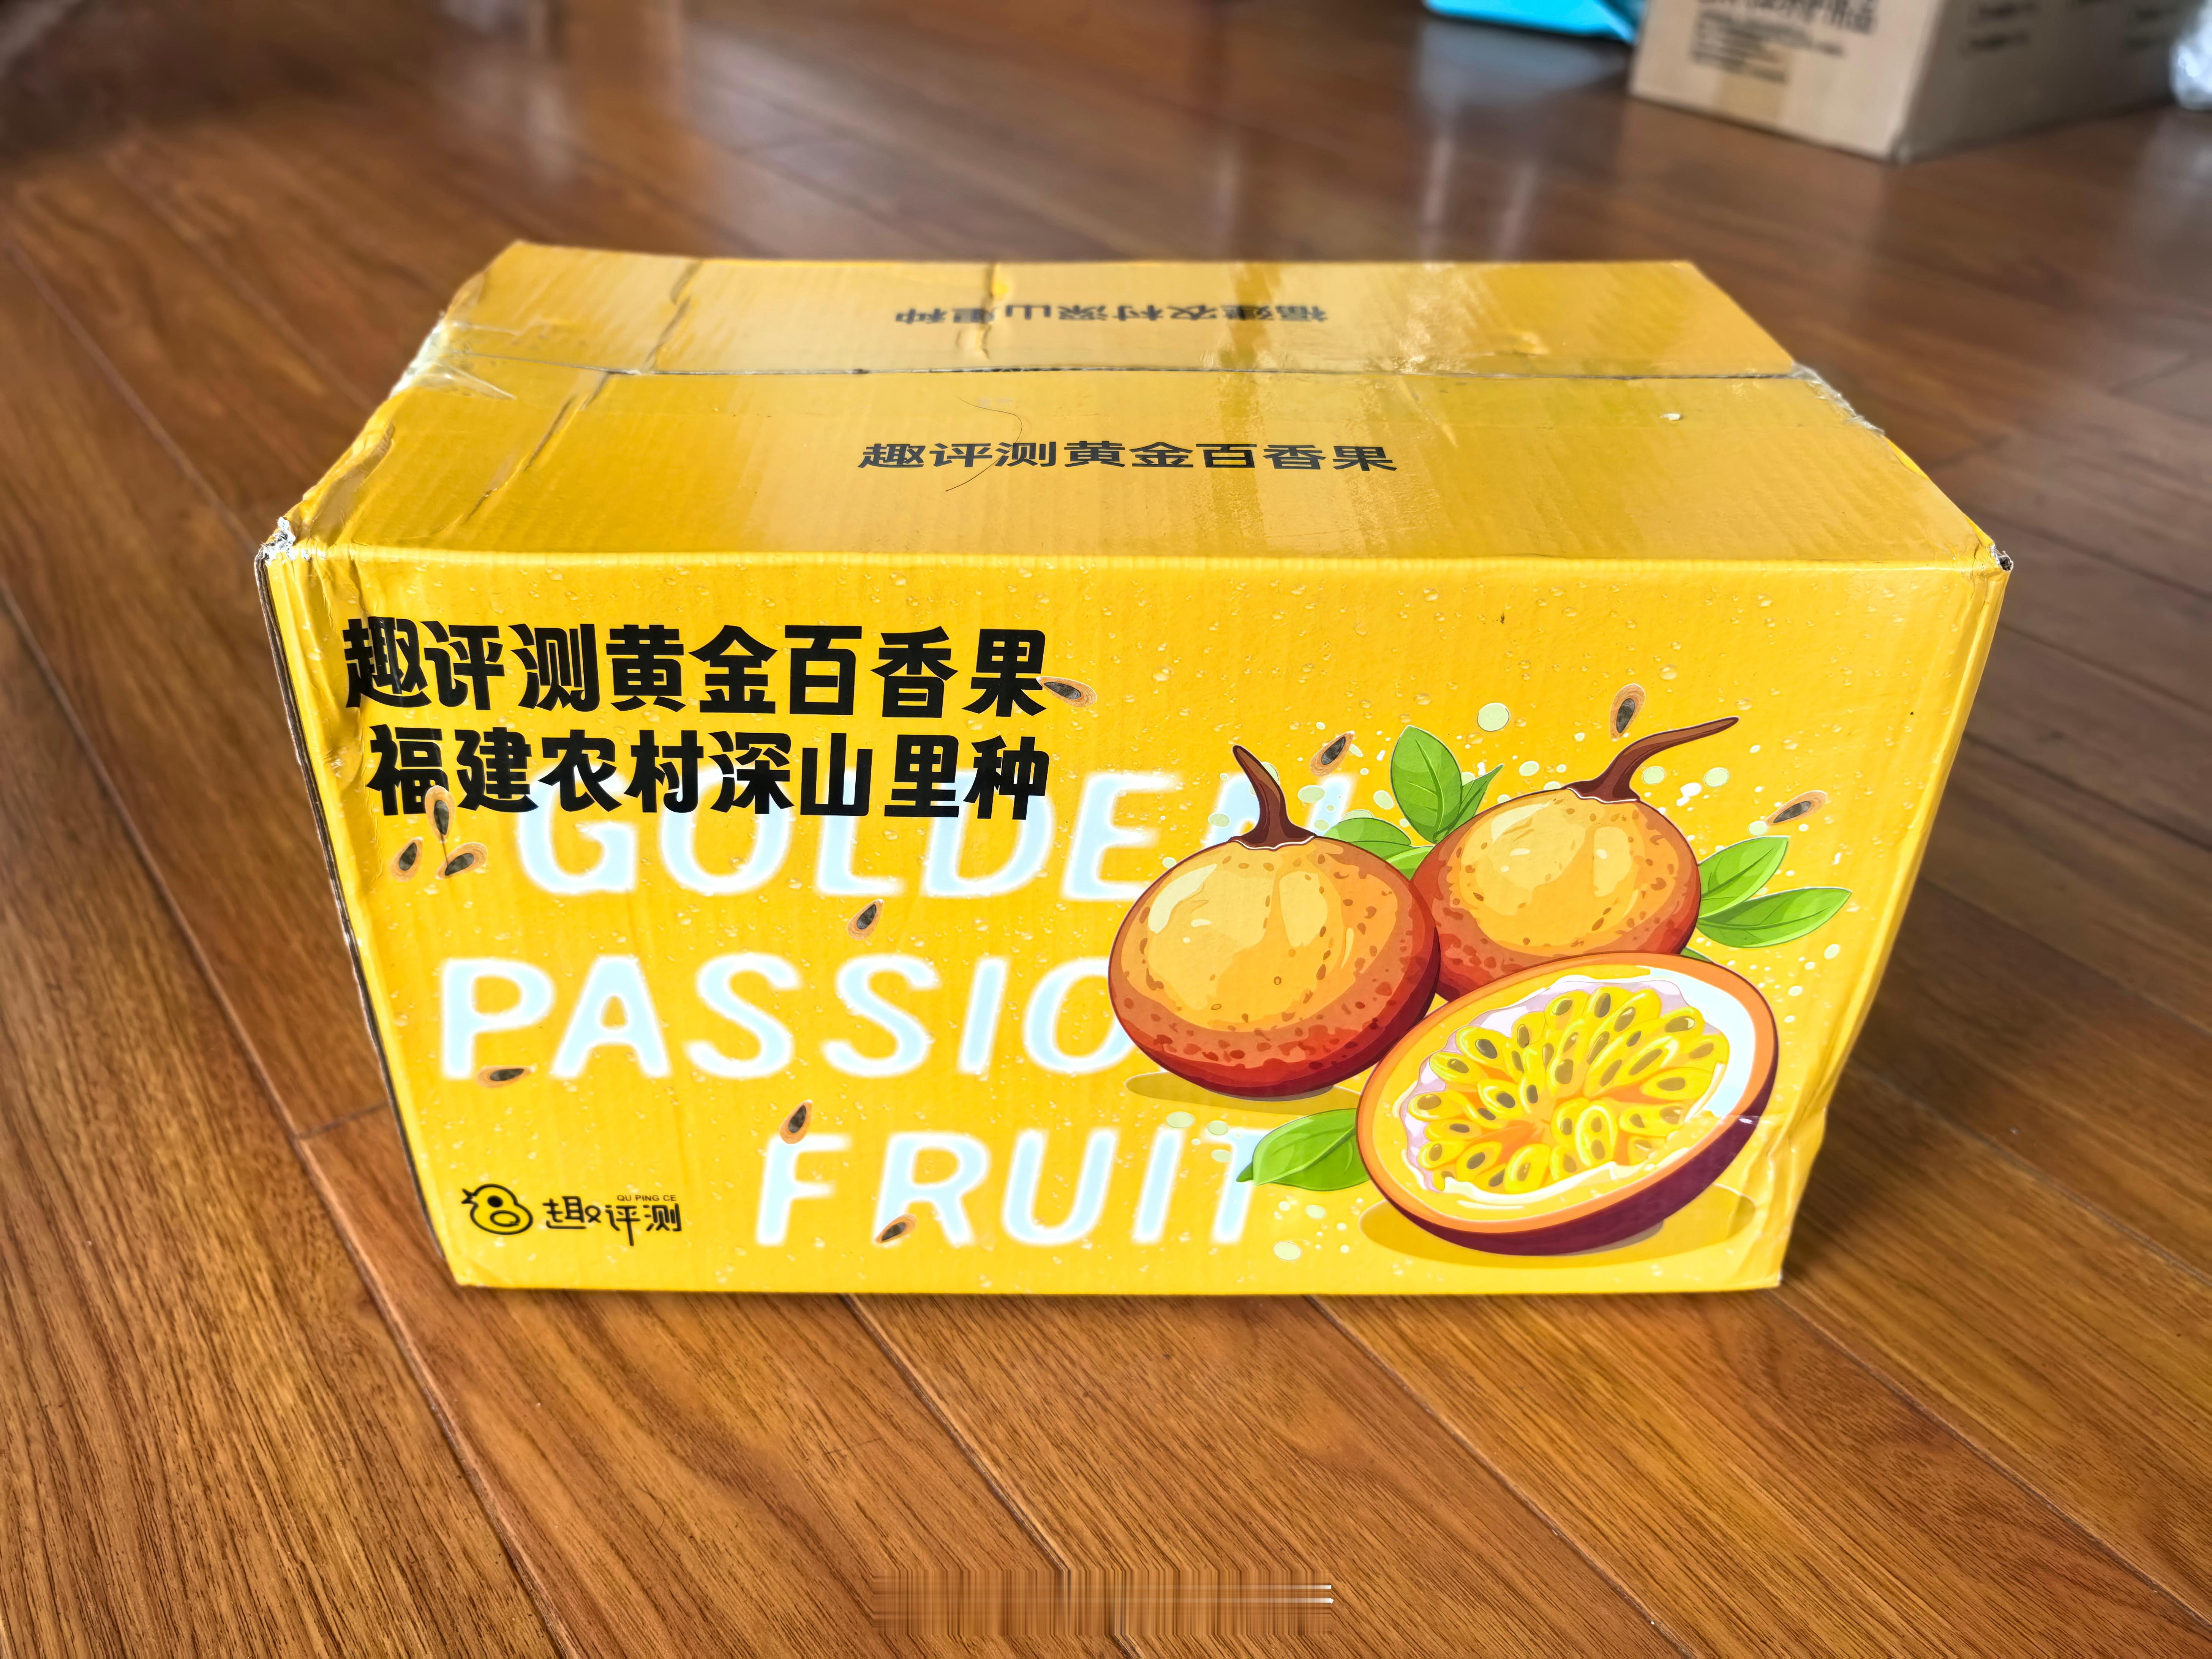 福建农村深山里种
趣评测黄金百香果
趣评测黄金百香果
福建农村深山里种
GOLDEN
PASSIO
FRUIT
QU PING CE
趣评测